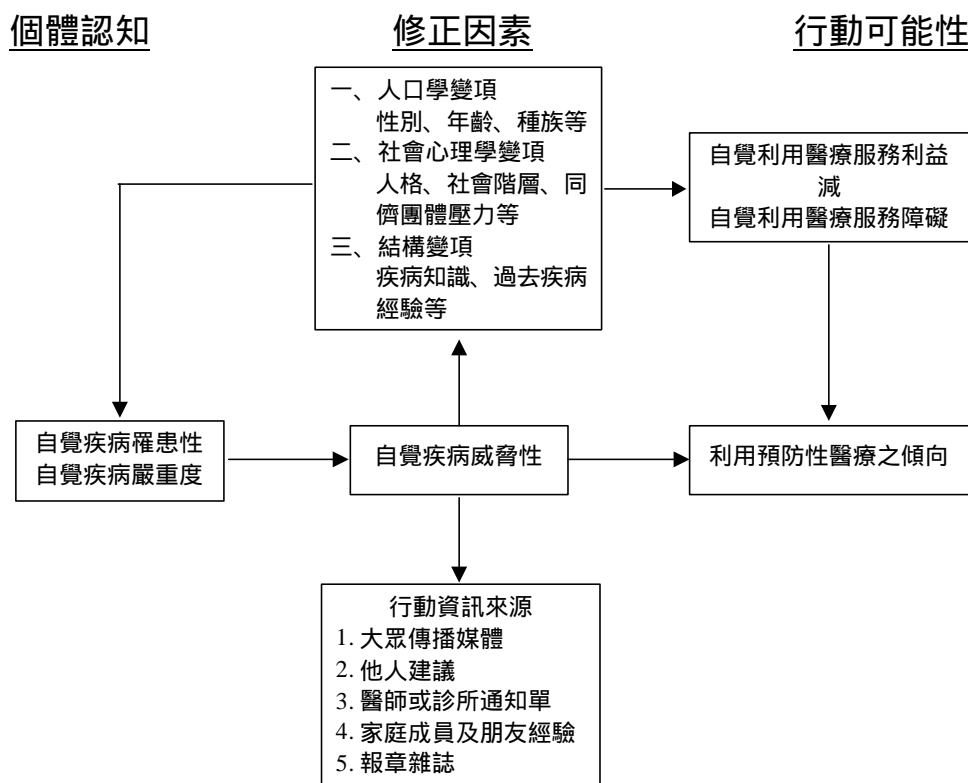 個體認知
修正因素
行動可能性
一、人口學變項
性別、年齡、種族等
二、社會心理學變項
人格、社會階層、同
儕團體壓力等
三、結構變項
疾病知識、過去疾病
經驗等
自覺利用醫療服務利益
減
自覺利用醫療服務障礙
自覺疾病罹患性
自覺疾病嚴重度
自覺疾病威脅性
利用預防性醫療之傾向
行動資訊來源
1. 大眾傳播媒體
2. 他人建議
3. 醫師或診所通知單
4. 家庭成員及朋友經驗
5. 報章雜誌